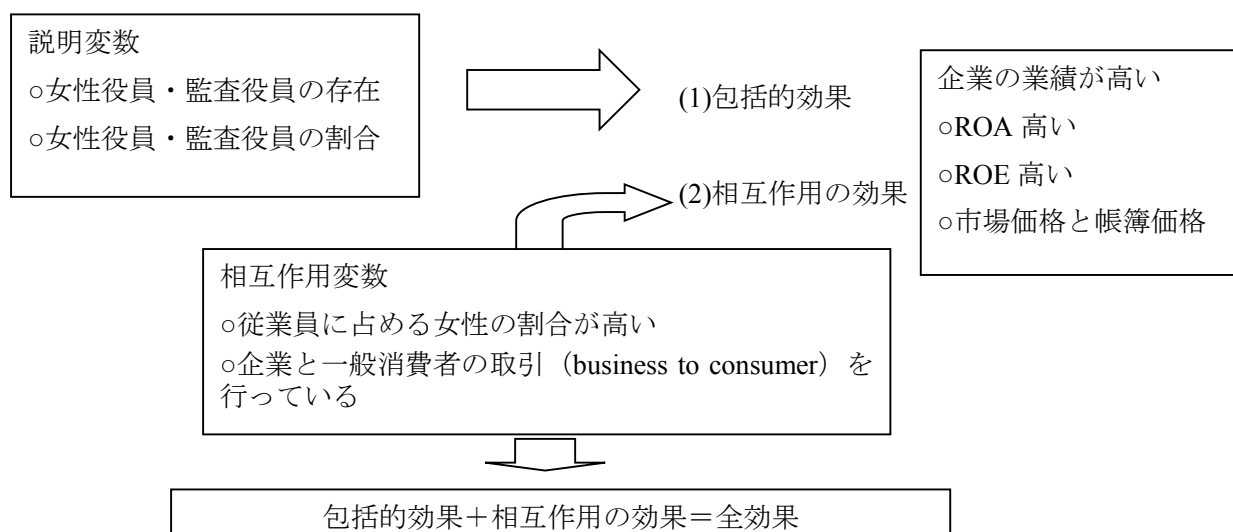 説明変数
○女性役員・監査役員の存在
○女性役員・監査役員の割合
(1)包括的効果
企業の業績が高い
○ROA 高い
○ROE 高い
○市場価格と帳簿価格
(2)相互作用の効果
相互作用変数
○従業員に占める女性の割合が高い
○企業と一般消費者の取引（business to consumer）を
行っている
包括的効果＋相互作用の効果＝全効果